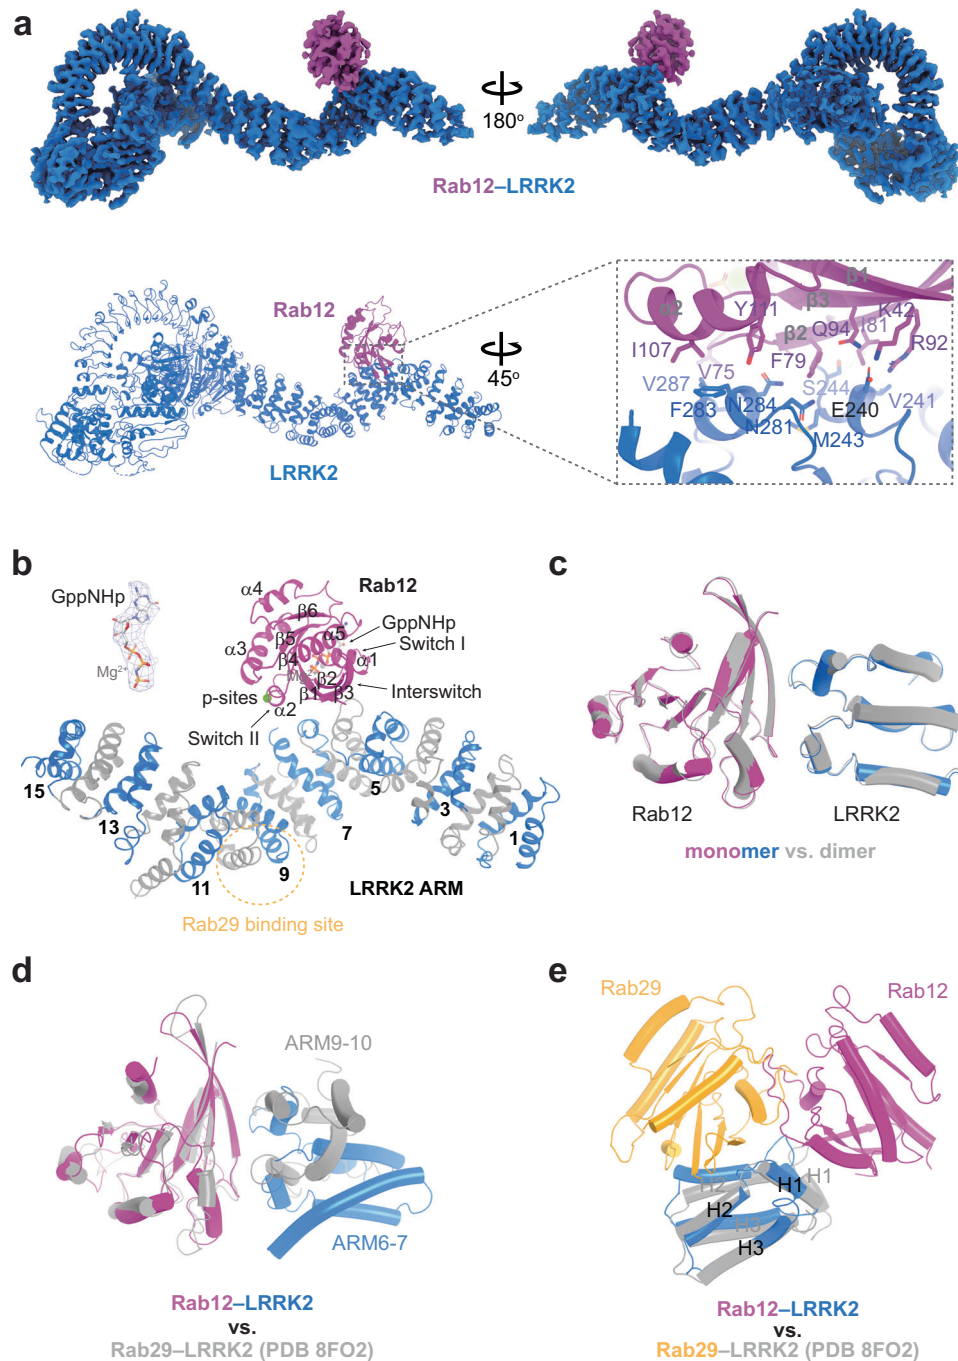 a
180°
Rab12–LRRK2
Rab12
LRRK2
45°
β1
α2
Y111
β3
K42
β2
Q94
I81
R92
I107
V75
F79
V287
S244
V241
F283
N284
E240
N281
M243
b
GppNHp
Mg²⁺
Rab12
α4
β6
GppNHp
α5
Switch I
α3
β5
β4
α1
Mg²⁺
β2
Interswitch
p-sites
β1
β3
α2
Switch II
15
13
11
9
7
5
3
1
LRRK2 ARM
Rab29 binding site
c
Rab12
LRRK2
monomer vs. dimer
d
ARM9-10
ARM6-7
Rab12–LRRK2
vs.
Rab29–LRRK2 (PDB 8FO2)
e
Rab29
Rab12
H2
H1
H1
H2
H3
H3
Rab12–LRRK2
vs.
Rab29–LRRK2 (PDB 8FO2)